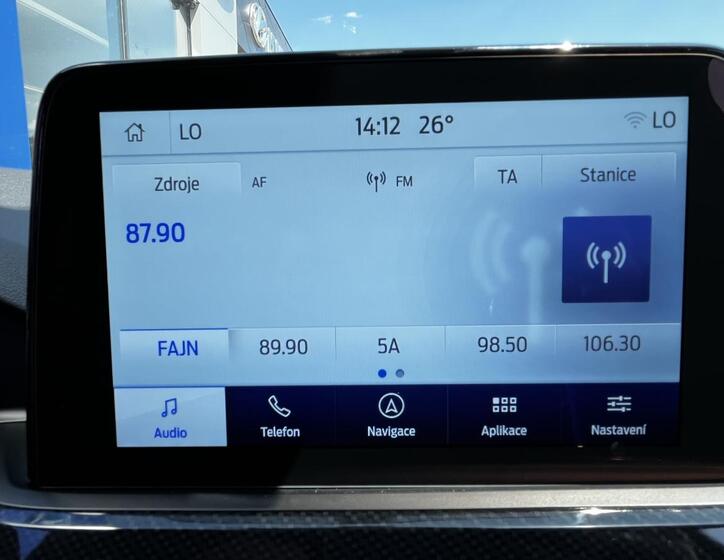 LO 14:12 26° LO
Zdroje AF FM TA Stanice
87.90
FAJN 89.90 5A 98.50 106.30
Audio Telefon Navigace Aplikace Nastavení